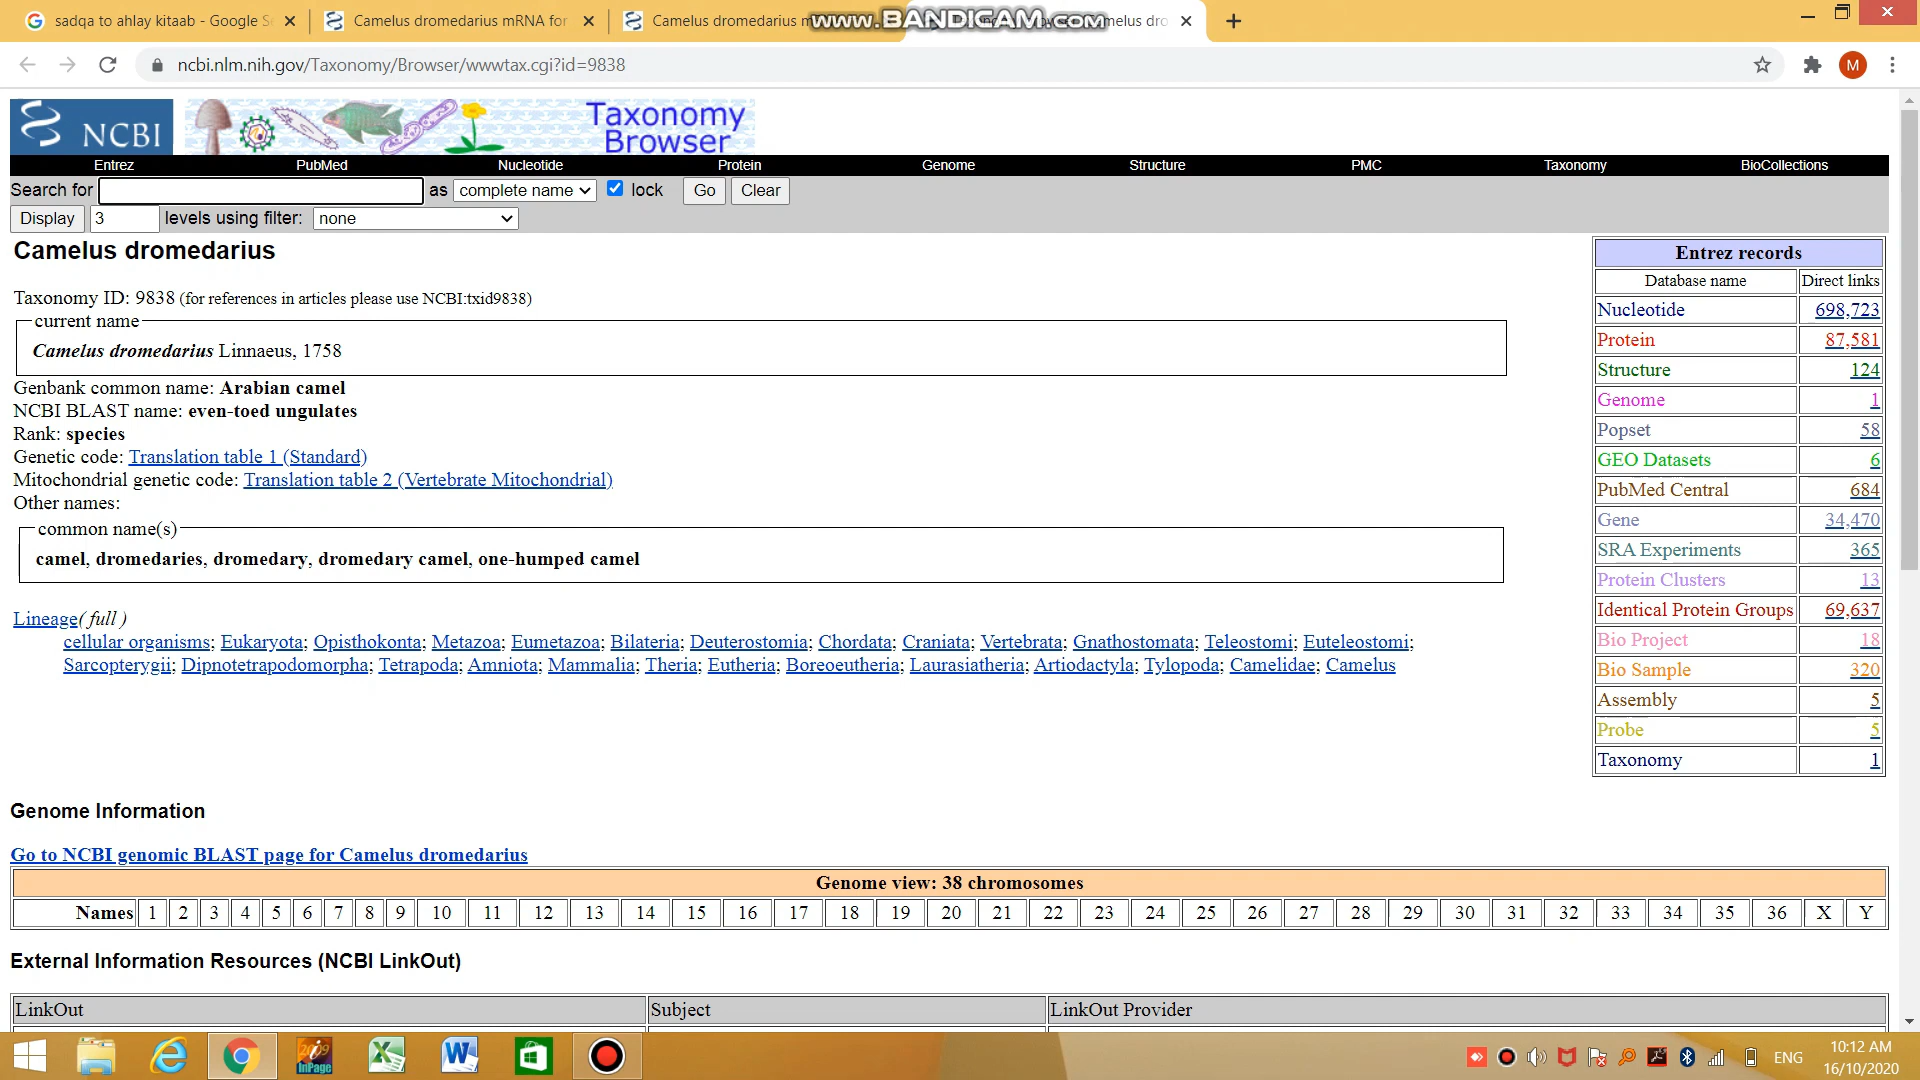 sadqa to ahlay kitaab - Google S
Camelus dromedarius mRNA for
Camelus dromedarius m
www.BANDICAM.com
ncbi.nlm.nih.gov/Taxonomy/Browser/wwwtax.cgi?id=9838
M
NCBI
Taxonomy
Browser
Entrez PubMed Nucleotide Protein Genome Structure PMC Taxonomy BioCollections
Search for as complete name lock Go Clear
Display 3 levels using filter: none
Camelus dromedarius
Taxonomy ID: 9838 (for references in articles please use NCBI:txid9838)
current name
Camelus dromedarius Linnaeus, 1758
Genbank common name: Arabian camel
NCBI BLAST name: even-toed ungulates
Rank: species
Genetic code: Translation table 1 (Standard)
Mitochondrial genetic code: Translation table 2 (Vertebrate Mitochondrial)
Other names:
common name(s)
camel, dromedaries, dromedary, dromedary camel, one-humped camel
Lineage( full )
cellular organisms; Eukaryota; Opisthokonta; Metazoa; Eumetazoa; Bilateria; Deuterostomia; Chordata; Craniata; Vertebrata; Gnathostomata; Teleostomi; Euteleostomi;
Sarcopterygii; Dipnotetrapodomorpha; Tetrapoda; Amniota; Mammalia; Theria; Eutheria; Boreoeutheria; Laurasiatheria; Artiodactyla; Tylopoda; Camelidae; Camelus
Entrez records
Database name Direct links
Nucleotide 698,723
Protein 87,581
Structure 124
Genome 1
Popset 58
GEO Datasets 6
PubMed Central 684
Gene 34,470
SRA Experiments 365
Protein Clusters 13
Identical Protein Groups 69,637
Bio Project 18
Bio Sample 320
Assembly 5
Probe 5
Taxonomy 1
Genome Information
Go to NCBI genomic BLAST page for Camelus dromedarius
Genome view: 38 chromosomes
Names 1 2 3 4 5 6 7 8 9 10 11 12 13 14 15 16 17 18 19 20 21 22 23 24 25 26 27 28 29 30 31 32 33 34 35 36 X Y
External Information Resources (NCBI LinkOut)
LinkOut Subject LinkOut Provider
2009
InPage
ENG
10:12 AM
16/10/2020